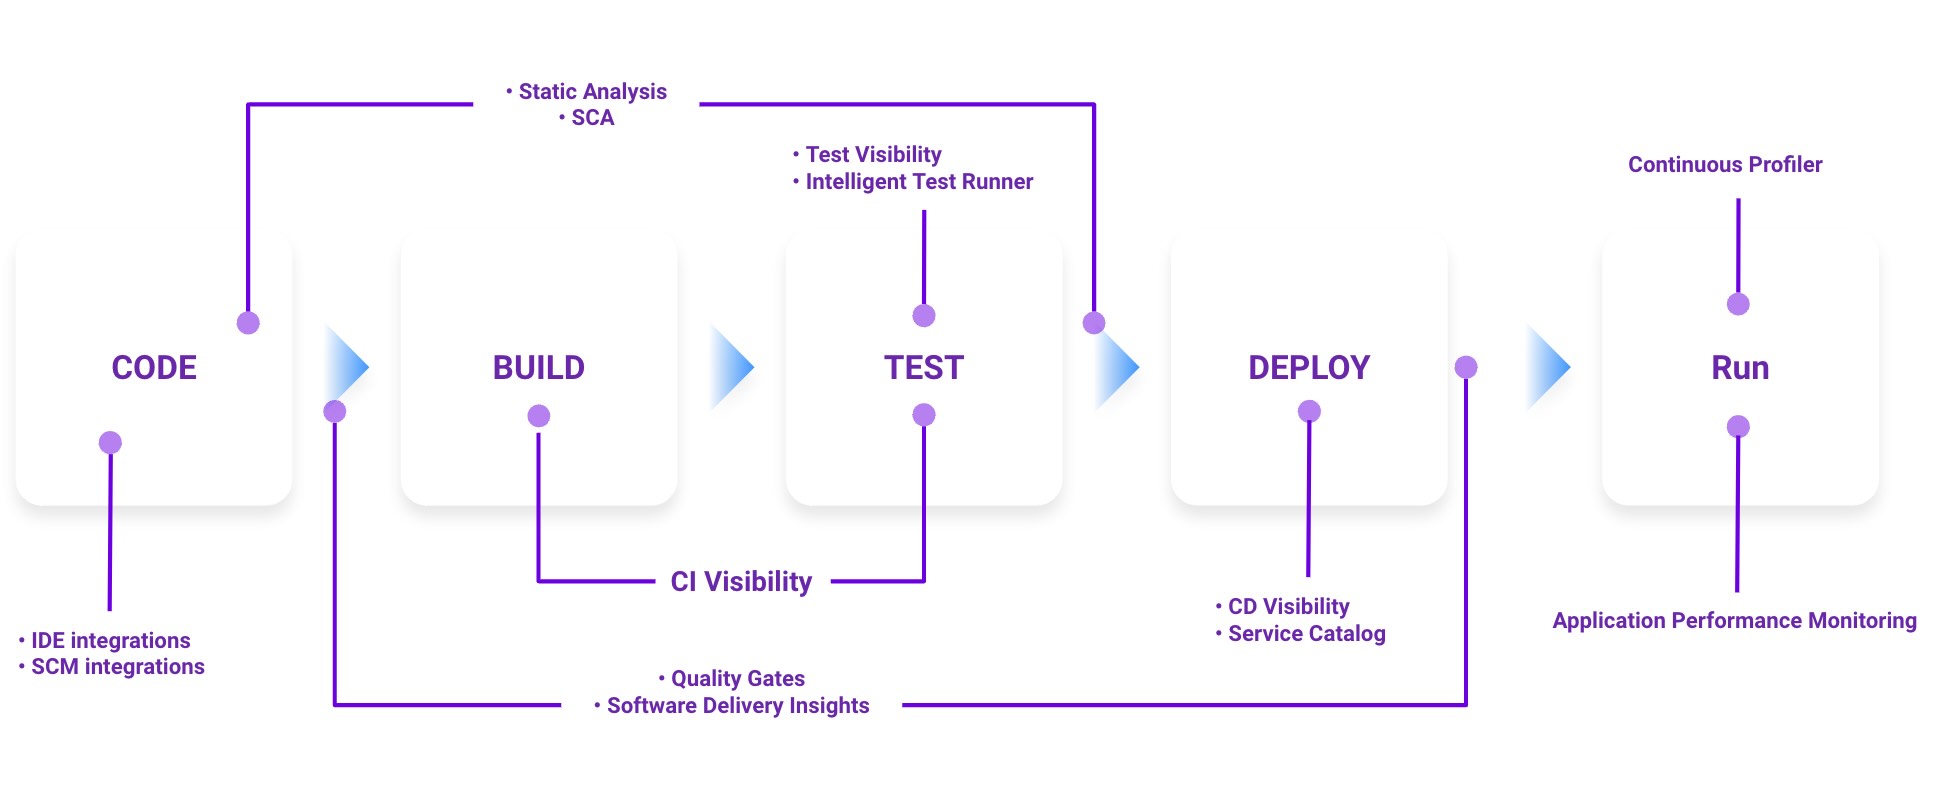 • Static Analysis
• SCA
• Test Visibility
• Intelligent Test Runner
Continuous Profiler
CODE
BUILD
TEST
DEPLOY
Run
CI Visibility
• IDE integrations
• SCM integrations
• CD Visibility
• Service Catalog
Application Performance Monitoring
• Quality Gates
• Software Delivery Insights